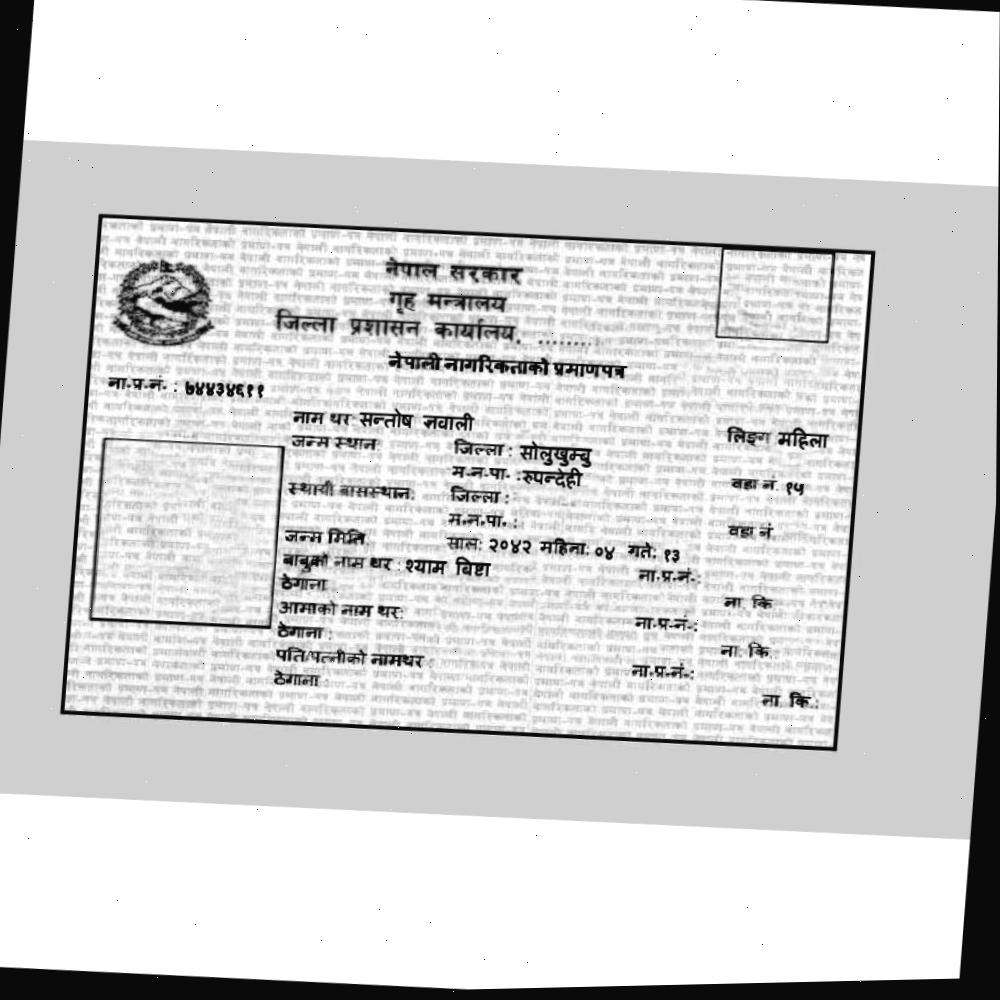 नेपाल सरकार
गृह मन्त्रालय
जिल्ला प्रशासन कार्यालय, ........
नेपाली नागरिकताको प्रमाणपत्र
ना.प्र.नं. : ७४४३४६११
नाम थर: सन्तोष ज्ञवाली लिङ्ग महिला
जन्म स्थान: जिल्ला : सोलुखुम्बु
म.न.पा. : रुपन्देही वडा नं. १५
स्थायी बासस्थान: जिल्ला :
म.न.पा. : वडा नं.
जन्म मिति: साल: २०४२ महिना: ०४ गते: १३
बाबुको नाम थर : श्याम बिष्टा ना.प्र.नं.:
ठेगाना : ना. कि.:
आमाको नाम थर: ना.प्र.नं.:
ठेगाना : ना. कि.:
पति/पत्नीको नामथर : ना.प्र.नं.:
ठेगाना : ना. कि.: